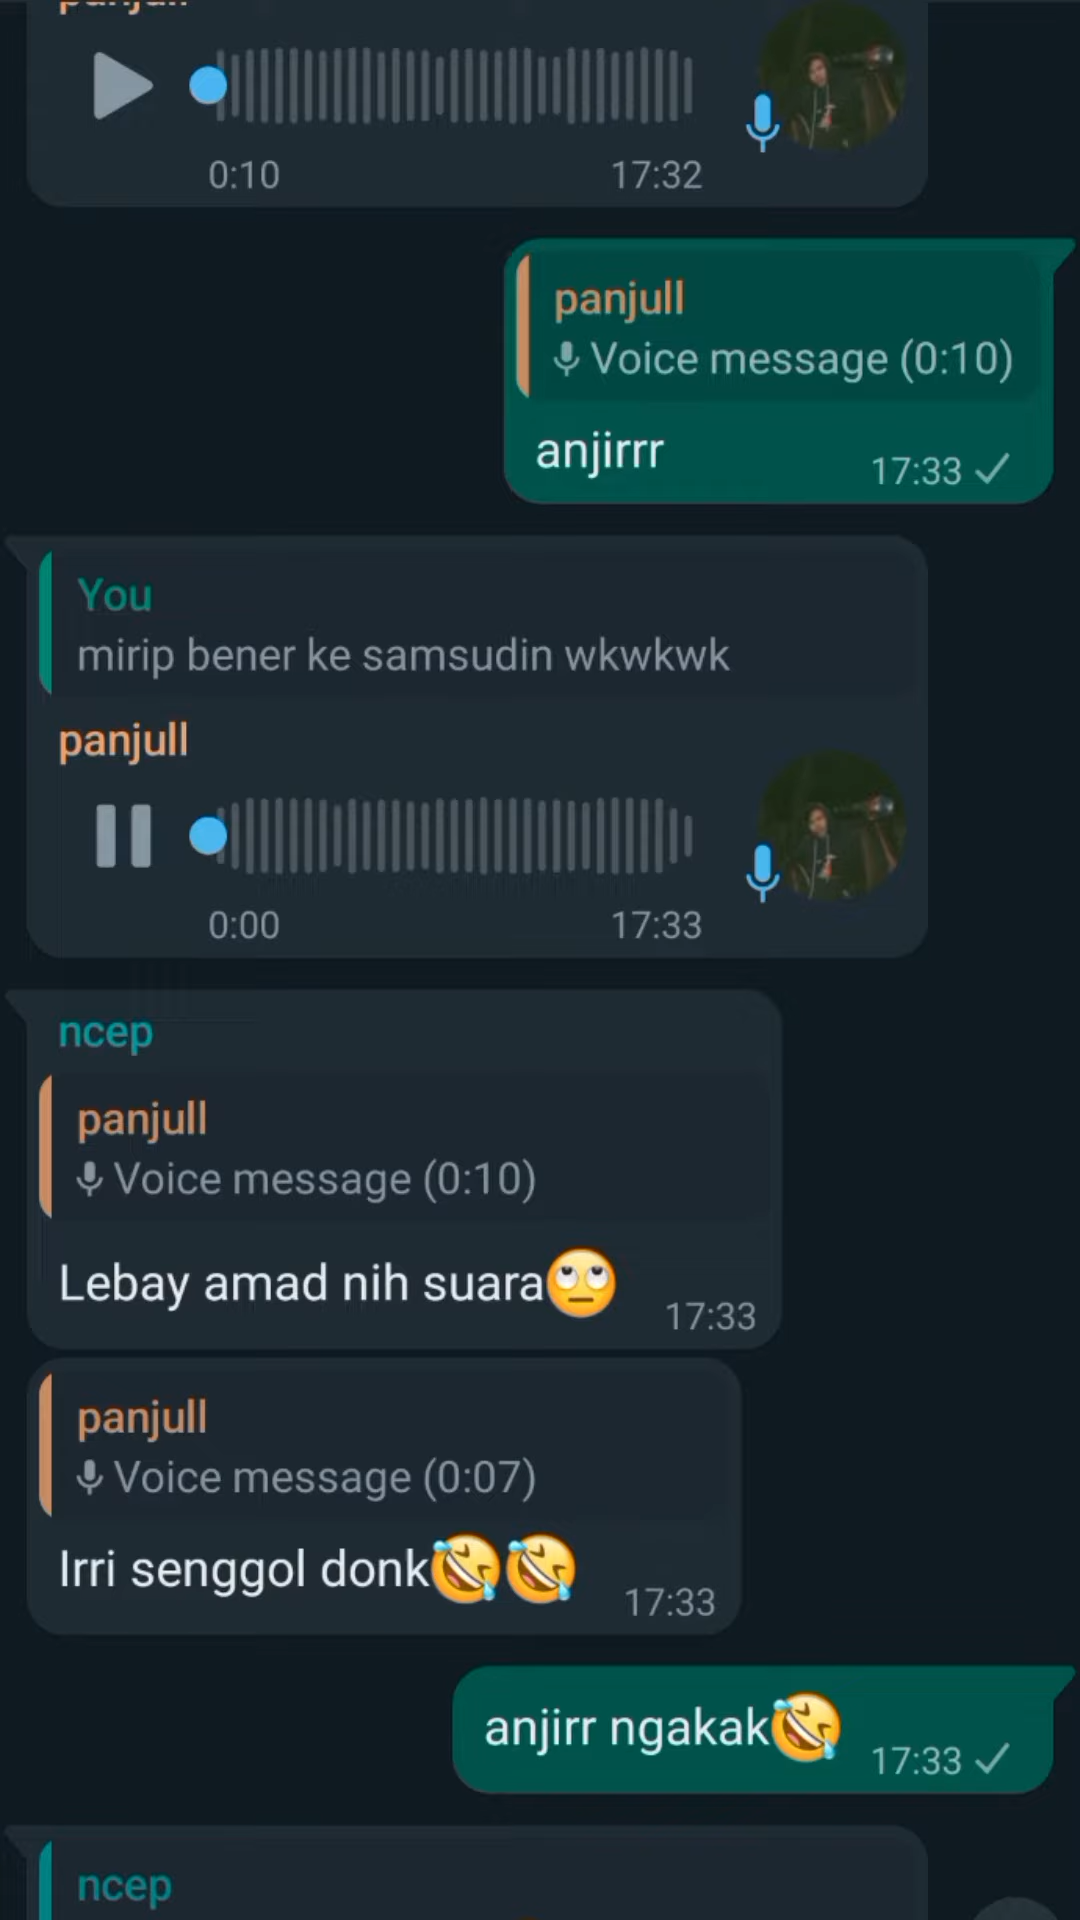 panjull
0:10 17:32
panjull
Voice message (0:10)
anjirrr 17:33
You
mirip bener ke samsudin wkwkwk
panjull
0:00 17:33
ncep
panjull
Voice message (0:10)
Lebay amad nih suara🙄 17:33
panjull
Voice message (0:07)
Irri senggol donk🤣🤣 17:33
anjirr ngakak🤣 17:33
ncep